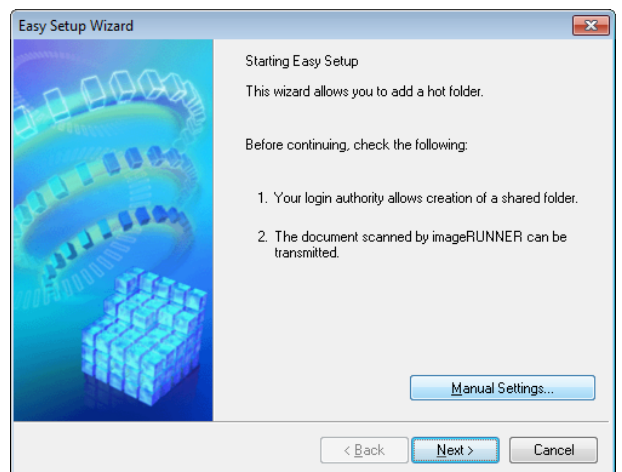 Easy Setup Wizard
Starting Easy Setup
This wizard allows you to add a hot folder.
Before continuing, check the following:
1. Your login authority allows creation of a shared folder.
2. The document scanned by imageRUNNER can be
transmitted.
Manual Settings...
< Back
Next >
Cancel